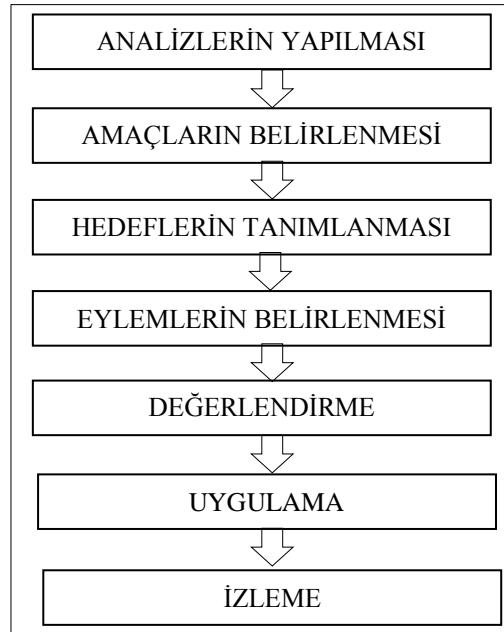 ANALİZLERİN YAPILMASI
AMAÇLARIN BELİRLENMESİ
HEDEFLERİN TANIMLANMASI
EYLEMLERİN BELİRLENMESİ
DEĞERLENDİRME
UYGULAMA
İZLEME